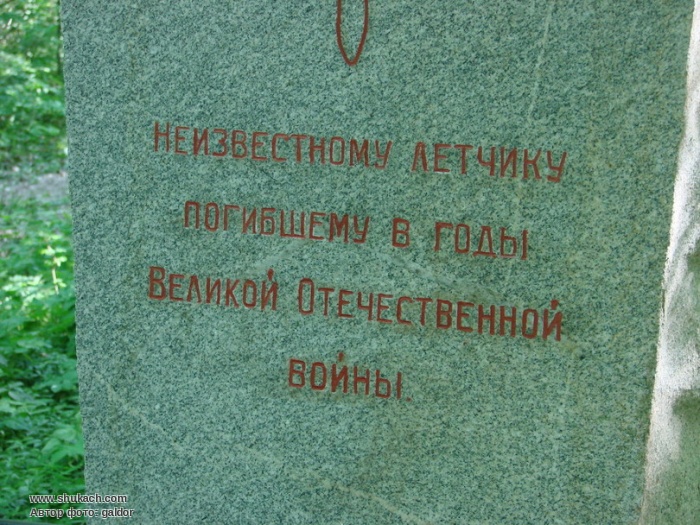 НЕИЗВЕСТНОМУ ЛЕТЧИКУ
ПОГИБШЕМУ В ГОДЫ
ВЕЛИКОЙ ОТЕЧЕСТВЕННОЙ
ВОЙНЫ.
www.shukach.com
Автор фото: galdor